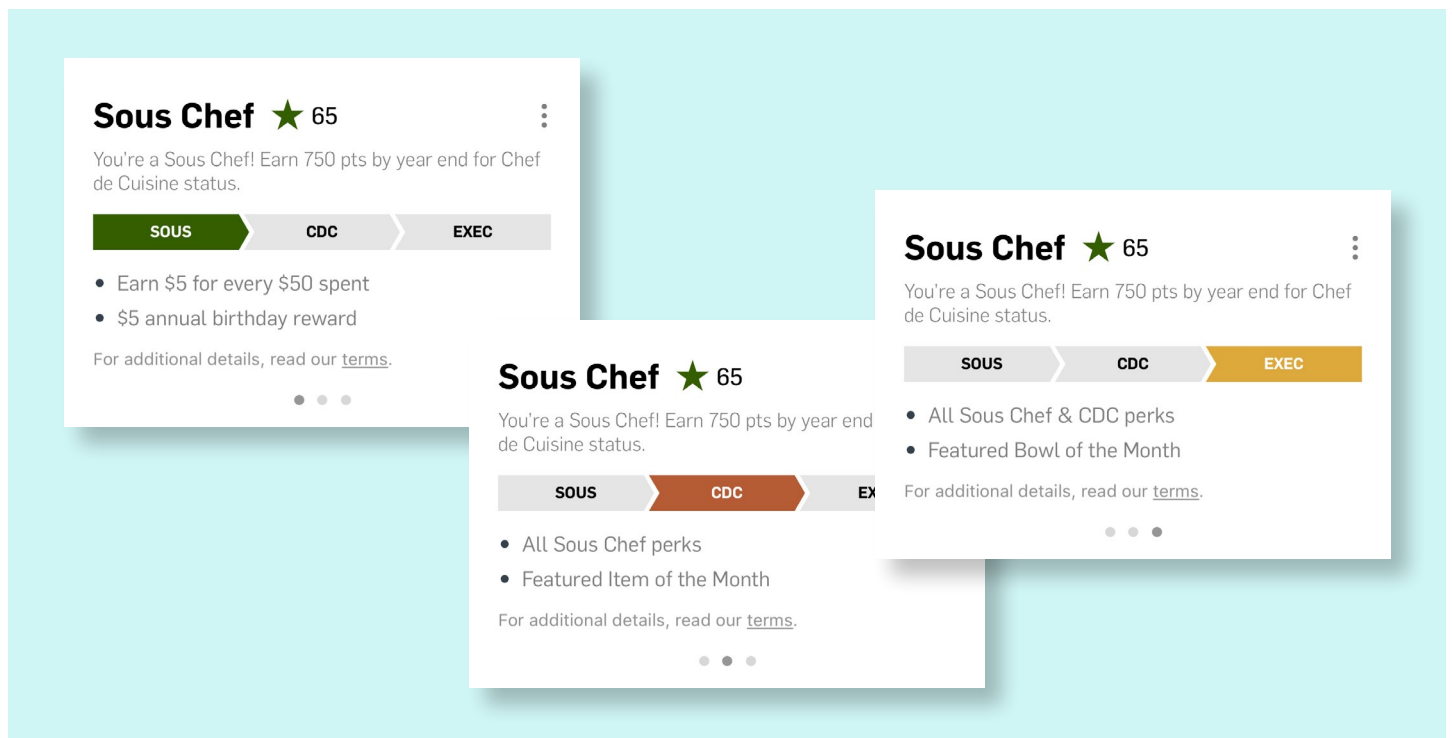 Sous Chef ★ 65
You're a Sous Chef! Earn 750 pts by year end for Chef
de Cuisine status.
SOUS CDC EXEC
• Earn $5 for every $50 spent
• $5 annual birthday reward
For additional details, read our terms.
Sous Chef ★ 65
You're a Sous Chef! Earn 750 pts by year end
de Cuisine status.
SOUS CDC EX
• All Sous Chef perks
• Featured Item of the Month
For additional details, read our terms.
Sous Chef ★ 65
You're a Sous Chef! Earn 750 pts by year end for Chef
de Cuisine status.
SOUS CDC EXEC
• All Sous Chef & CDC perks
• Featured Bowl of the Month
For additional details, read our terms.